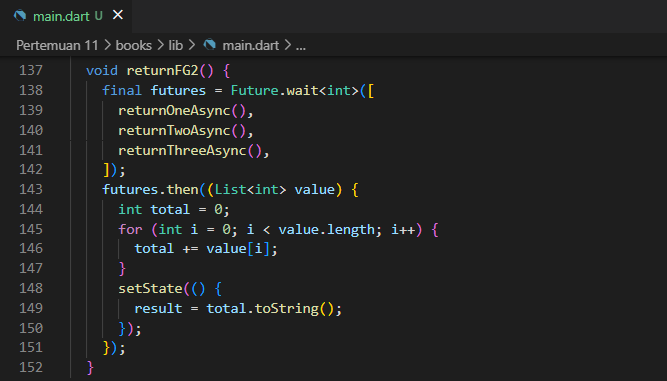 main.dart U
Pertemuan 11 > books > lib > main.dart > ...
137 void returnFG2() {
138 final futures = Future.wait<int>([
139 returnOneAsync(),
140 returnTwoAsync(),
141 returnThreeAsync(),
142 ]);
143 futures.then((List<int> value) {
144 int total = 0;
145 for (int i = 0; i < value.length; i++) {
146 total += value[i];
147 }
148 setState(() {
149 result = total.toString();
150 });
151 });
152 }